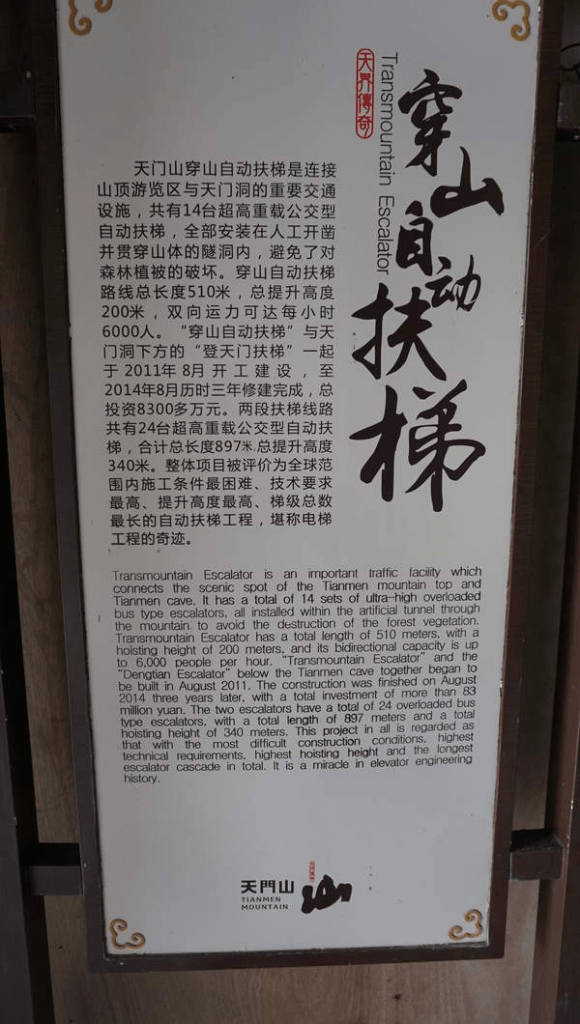 穿山自动扶梯
Transmountain Escalator
天界傳奇
天门山穿山自动扶梯是连接
山顶游览区与天门洞的重要交通
设施，共有14台超高重载公交型
自动扶梯，全部安装在人工开凿
并贯穿山体的隧洞内，避免了对
森林植被的破坏。穿山自动扶梯
路线总长度510米，总提升高度
200米，双向运力可达每小时
6000人。“穿山自动扶梯”与天
门洞下方的“登天门扶梯”一起
于2011年8月开工建设，至
2014年8月历时三年修建完成，总
投资8300多万元。两段扶梯线路
共有24台超高重载公交型自动扶
梯，合计总长度897米.总提升高度
340米。整体项目被评价为全球范
围内施工条件最困难、技术要求
最高、提升高度最高、梯级总数
最长的自动扶梯工程，堪称电梯
工程的奇迹。
Transmountain Escalator is an important traffic facility which
connects the scenic spot of the Tianmen mountain top and
Tianmen cave. It has a total of 14 sets of ultra-high overloaded
bus type escalators, all installed within the artificial tunnel through
the mountain to avoid the destruction of the forest vegetation.
Transmountain Escalator has a total length of 510 meters, with a
hoisting height of 200 meters, and its bidirectional capacity is up
to 6,000 people per hour. “Transmountain Escalator” and the
“Dengtian Escalator” below the Tianmen cave together began to
be built in August 2011. The construction was finished on August
2014 three years later, with a total investment of more than 83
million yuan. The two escalators have a total of 24 overloaded bus
type escalators, with a total length of 897 meters and a total
hoisting height of 340 meters. This project in all is regarded as
that with the most difficult construction conditions, highest
technical requirements, highest hoisting height and the longest
escalator cascade in total. It is a miracle in elevator engineering
history.
天門山
TIANMEN
MOUNTAIN